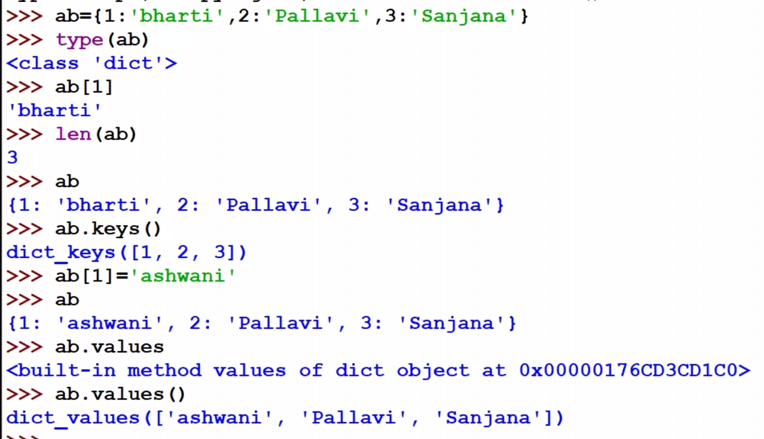 >>> ab={1:'bharti',2:'Pallavi',3:'Sanjana'}
>>> type(ab)
<class 'dict'>
>>> ab[1]
'bharti'
>>> len(ab)
3
>>> ab
{1: 'bharti', 2: 'Pallavi', 3: 'Sanjana'}
>>> ab.keys()
dict_keys([1, 2, 3])
>>> ab[1]='ashwani'
>>> ab
{1: 'ashwani', 2: 'Pallavi', 3: 'Sanjana'}
>>> ab.values
<built-in method values of dict object at 0x00000176CD3CD1C0>
>>> ab.values()
dict_values(['ashwani', 'Pallavi', 'Sanjana'])
>>>